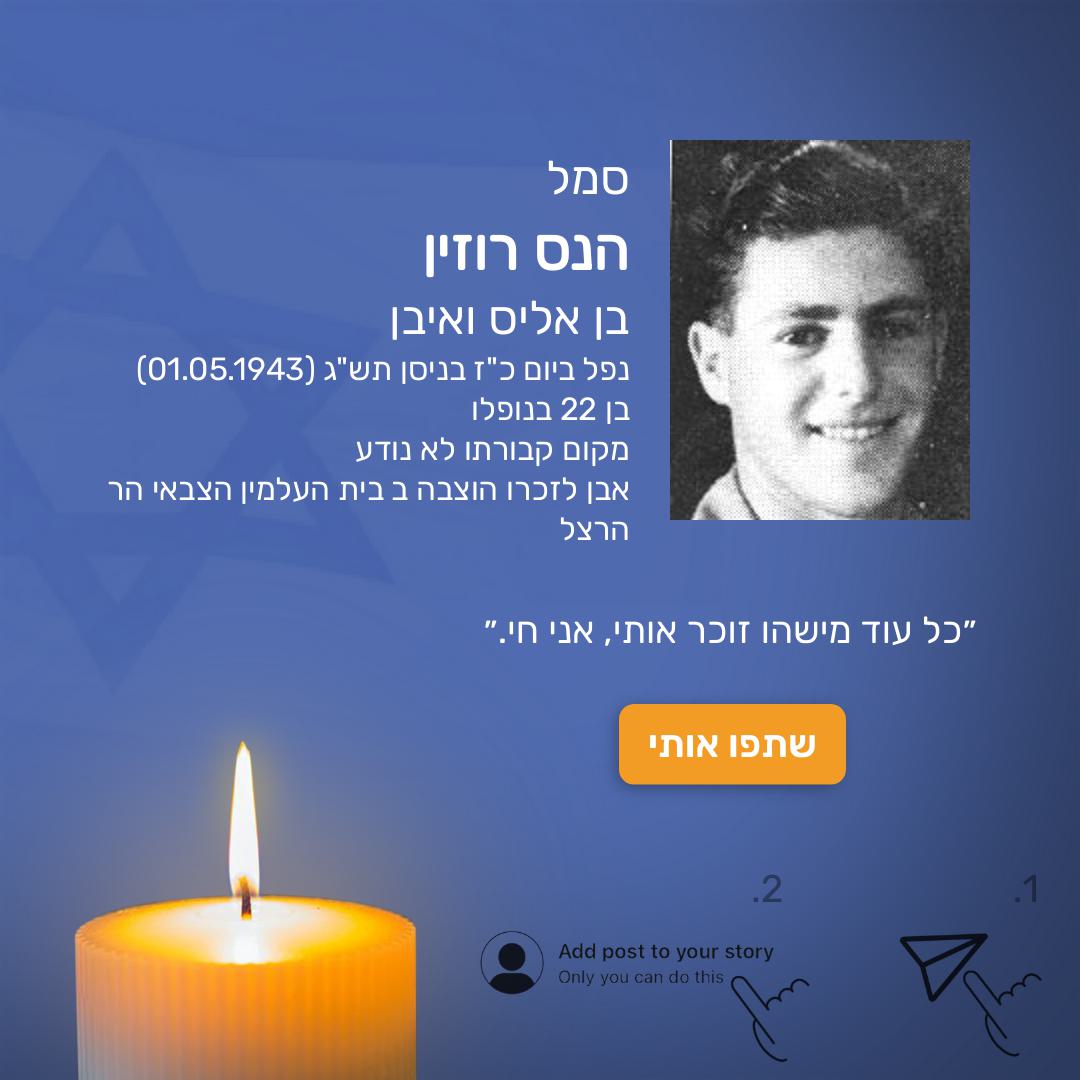 סמל
הנס רוזין
בן אליס ואיבן
נפל ביום כ"ז בניסן תש"ג (01.05.1943)
בן 22 בנופלו
מקום קבורתו לא נודע
אבן לזכרו הוצבה ב בית העלמין הצבאי הר
הרצל
״כל עוד מישהו זוכר אותי, אני חי.״
שתפו אותי
1.
2.
Add post to your story
Only you can do this